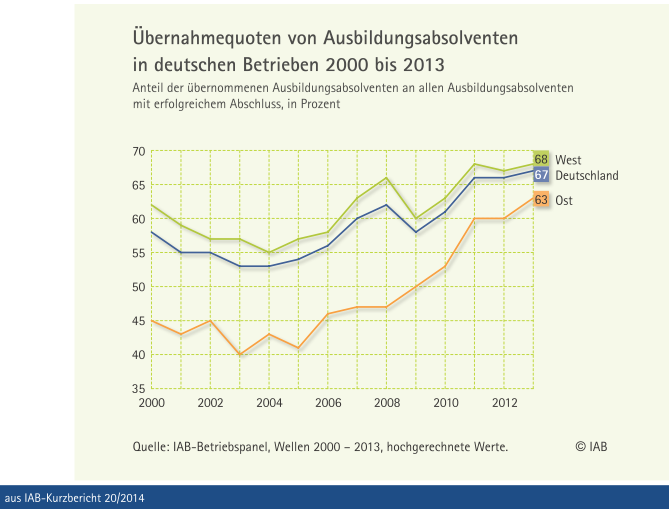 Übernahmequoten von Ausbildungsabsolventen
in deutschen Betrieben 2000 bis 2013
Anteil der übernommenen Ausbildungsabsolventen an allen Ausbildungsabsolventen
mit erfolgreichem Abschluss, in Prozent
70
65
60
55
50
45
40
35
68 West
67 Deutschland
63 Ost
2000 2002 2004 2006 2008 2010 2012
Quelle: IAB-Betriebspanel, Wellen 2000 – 2013, hochgerechnete Werte. © IAB
aus IAB-Kurzbericht 20/2014